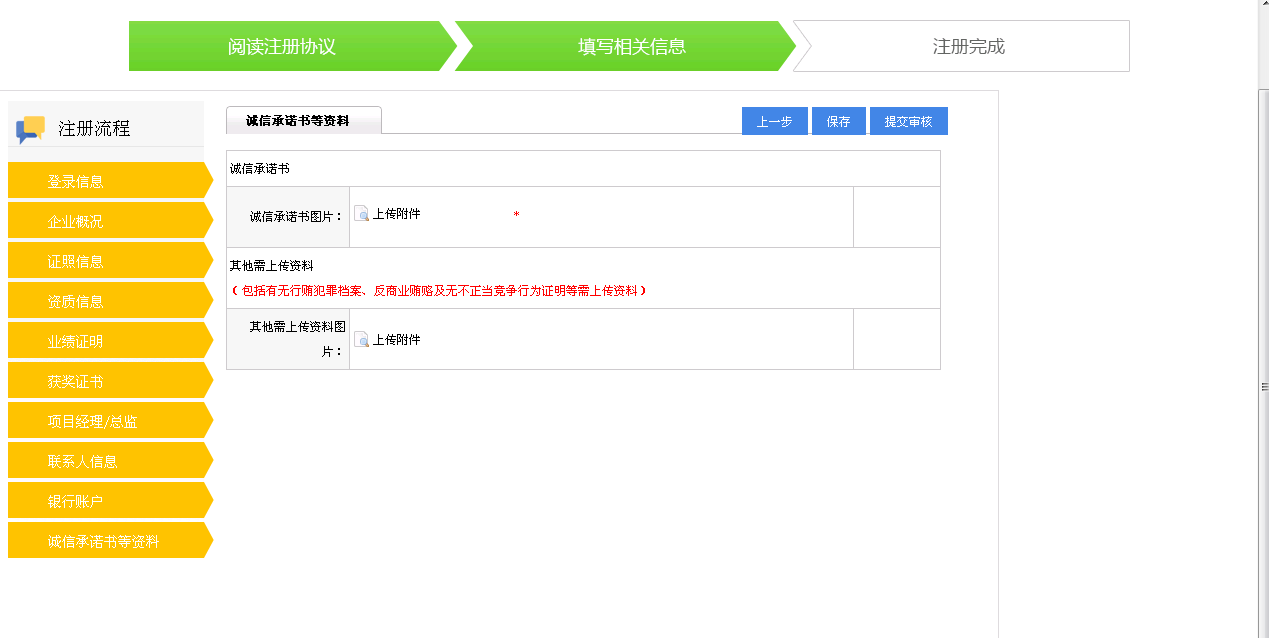 阅读注册协议
填写相关信息
注册完成
注册流程
登录信息
企业概况
证照信息
资质信息
业绩证明
获奖证书
项目经理/总监
联系人信息
银行账户
诚信承诺书等资料
诚信承诺书等资料
上一步
保存
提交审核
诚信承诺书
诚信承诺书图片：
上传附件
*
其他需上传资料
（包括有无行贿犯罪档案、反商业贿赂及无不正当竞争行为证明等需上传资料）
其他需上传资料图
片：
上传附件